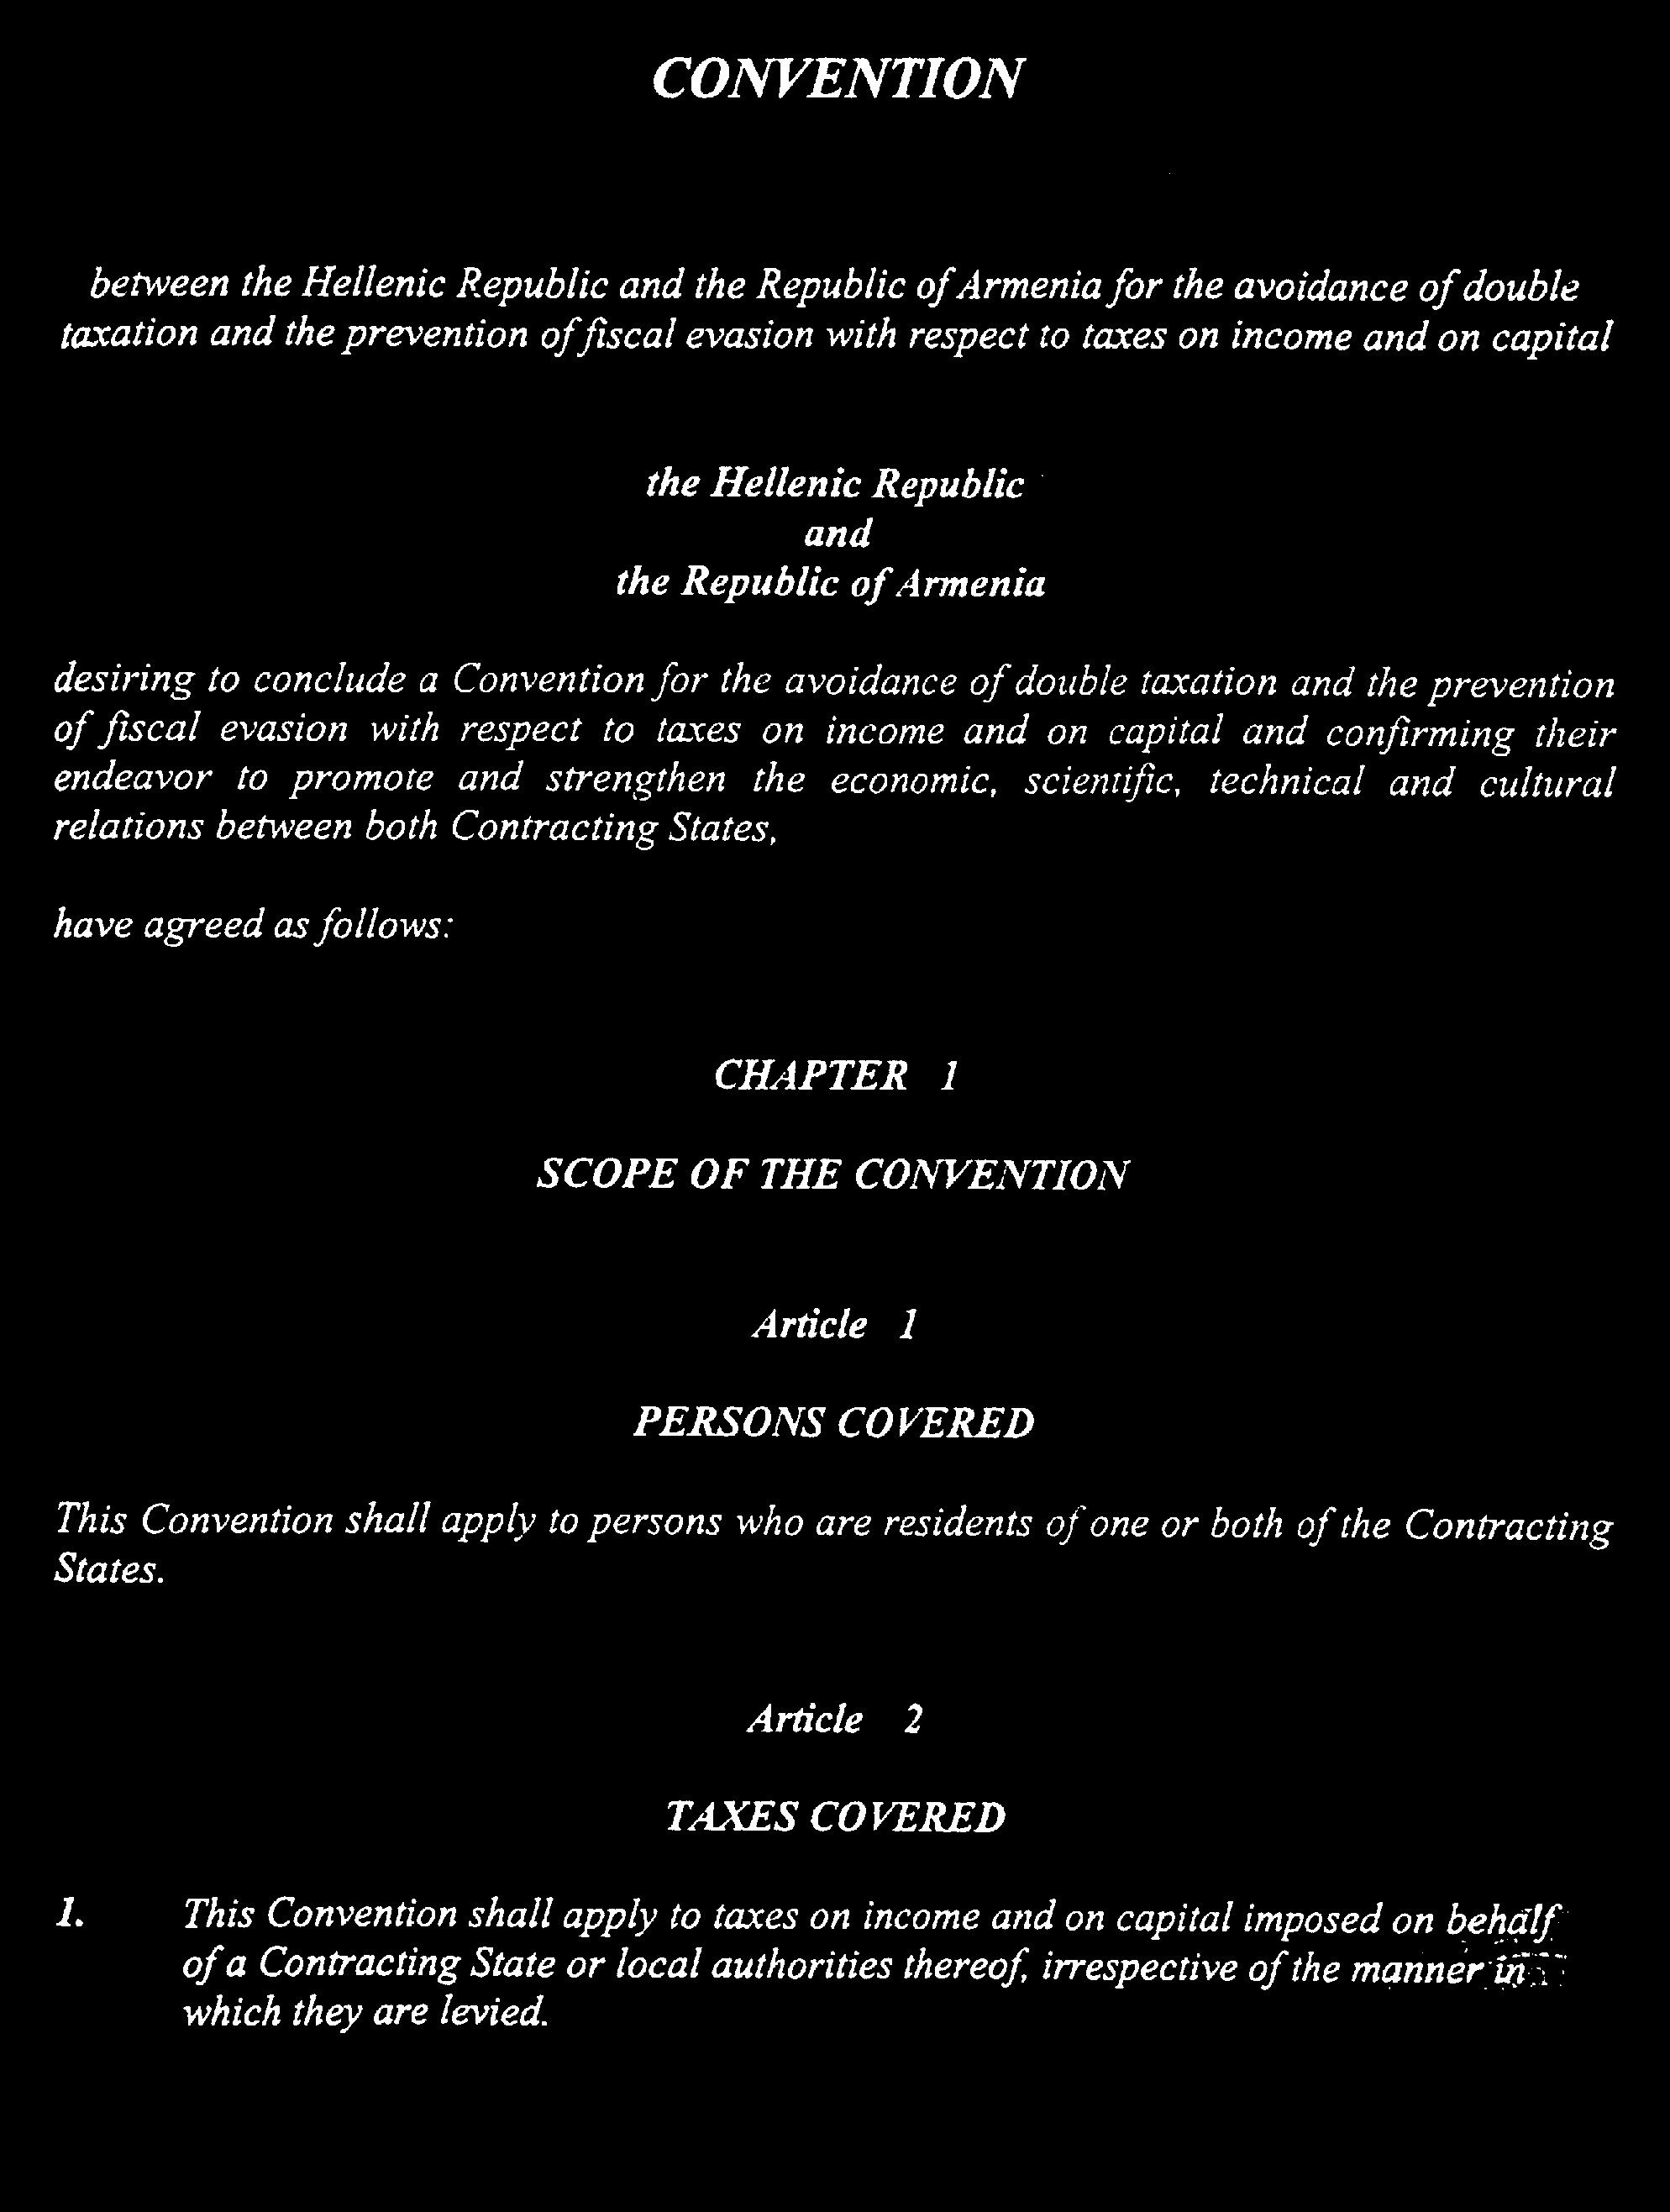 CONVENTION
between the Hellenic Republic and the Republic of Armenia for the avoidance of double
taxation and the prevention of fiscal evasion with respect to taxes on income and on capital
the Hellenic Republic
and
the Republic of Armenia
desiring to conclude a Convention for the avoidance of double taxation and the prevention
of fiscal evasion with respect to taxes on income and on capital and confirming their
endeavor to promote and strengthen the economic, scientific, technical and cultural
relations between both Contracting States,
have agreed as follows:
CHAPTER 1
SCOPE OF THE CONVENTION
Article 1
PERSONS COVERED
This Convention shall apply to persons who are residents of one or both of the Contracting
States.
Article 2
TAXES COVERED
1. This Convention shall apply to taxes on income and on capital imposed on behalf
of a Contracting State or local authorities thereof, irrespective of the manner in
which they are levied.